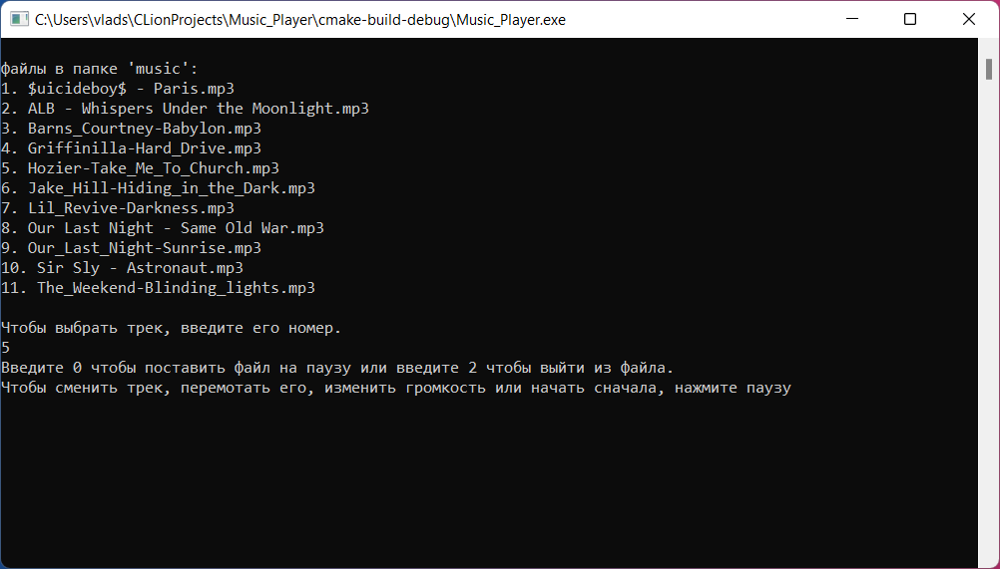 C:\Users\vlads\CLionProjects\Music_Player\cmake-build-debug\Music_Player.exe
файлы в папке 'music':
1. $uicideboy$ - Paris.mp3
2. ALB - Whispers Under the Moonlight.mp3
3. Barns_Courtney-Babylon.mp3
4. Griffinilla-Hard_Drive.mp3
5. Hozier-Take_Me_To_Church.mp3
6. Jake_Hill-Hiding_in_the_Dark.mp3
7. Lil_Revive-Darkness.mp3
8. Our Last Night - Same Old War.mp3
9. Our_Last_Night-Sunrise.mp3
10. Sir Sly - Astronaut.mp3
11. The_Weekend-Blinding_lights.mp3
Чтобы выбрать трек, введите его номер.
5
Введите 0 чтобы поставить файл на паузу или введите 2 чтобы выйти из файла.
Чтобы сменить трек, перемотать его, изменить громкость или начать сначала, нажмите паузу